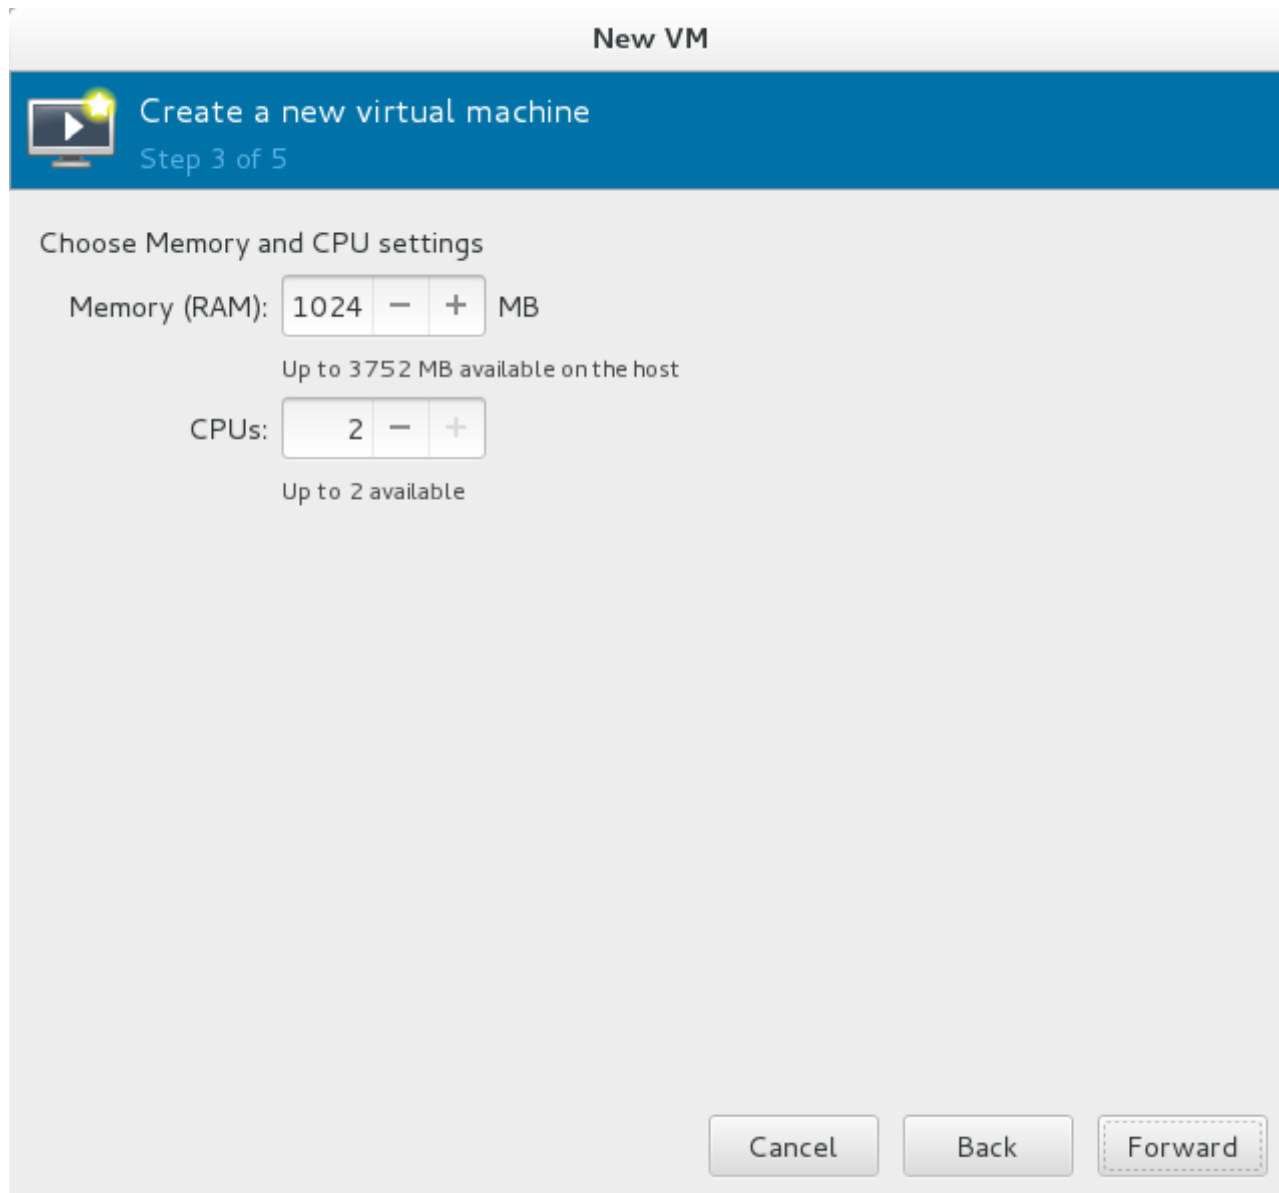 New VM
Create a new virtual machine
Step 3 of 5
Choose Memory and CPU settings
Memory (RAM): 1024 − + MB
Up to 3752 MB available on the host
CPUs: 2 − +
Up to 2 available
Cancel Back Forward